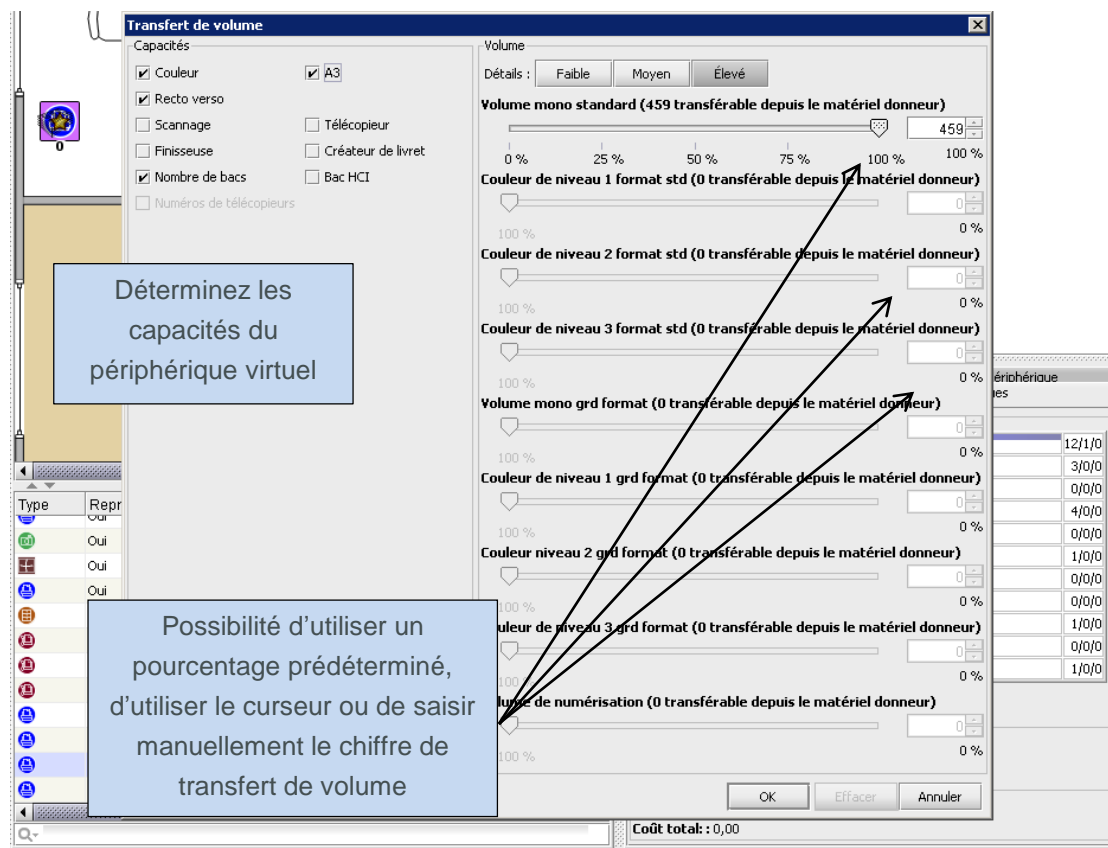 Transfert de volume
Capacités
Couleur
A3
Recto verso
Scannage
Télécopieur
Finisseuse
Créateur de livret
Nombre de bacs
Bac HCI
Numéros de télécopieurs
0
Déterminez les
capacités du
périphérique virtuel
Volume
Détails :
Faible
Moyen
Élevé
Volume mono standard (459 transférable depuis le matériel donneur)
459
0 %
25 %
50 %
75 %
100 %
100 %
Couleur de niveau 1 format std (0 transférable depuis le matériel donneur)
0
100 %
0 %
Couleur de niveau 2 format std (0 transférable depuis le matériel donneur)
0
100 %
0 %
Couleur de niveau 3 format std (0 transférable depuis le matériel donneur)
0
100 %
0 %
Volume mono grd format (0 transférable depuis le matériel donneur)
0
100 %
0 %
Couleur de niveau 1 grd format (0 transférable depuis le matériel donneur)
0
100 %
0 %
Couleur niveau 2 grd format (0 transférable depuis le matériel donneur)
0
100 %
0 %
uleur de niveau 3 grd format (0 transférable depuis le matériel donneur)
0
100 %
0 %
lume de numérisation (0 transférable depuis le matériel donneur)
0
100 %
0 %
OK
Effacer
Annuler
Type
Repr
Oui
Oui
Oui
Oui
Possibilité d’utiliser un
pourcentage prédéterminé,
d’utiliser le curseur ou de saisir
manuellement le chiffre de
transfert de volume
ériphérique
ues
12/1/0
3/0/0
0/0/0
4/0/0
0/0/0
1/0/0
0/0/0
0/0/0
1/0/0
0/0/0
1/0/0
Coût total: : 0,00